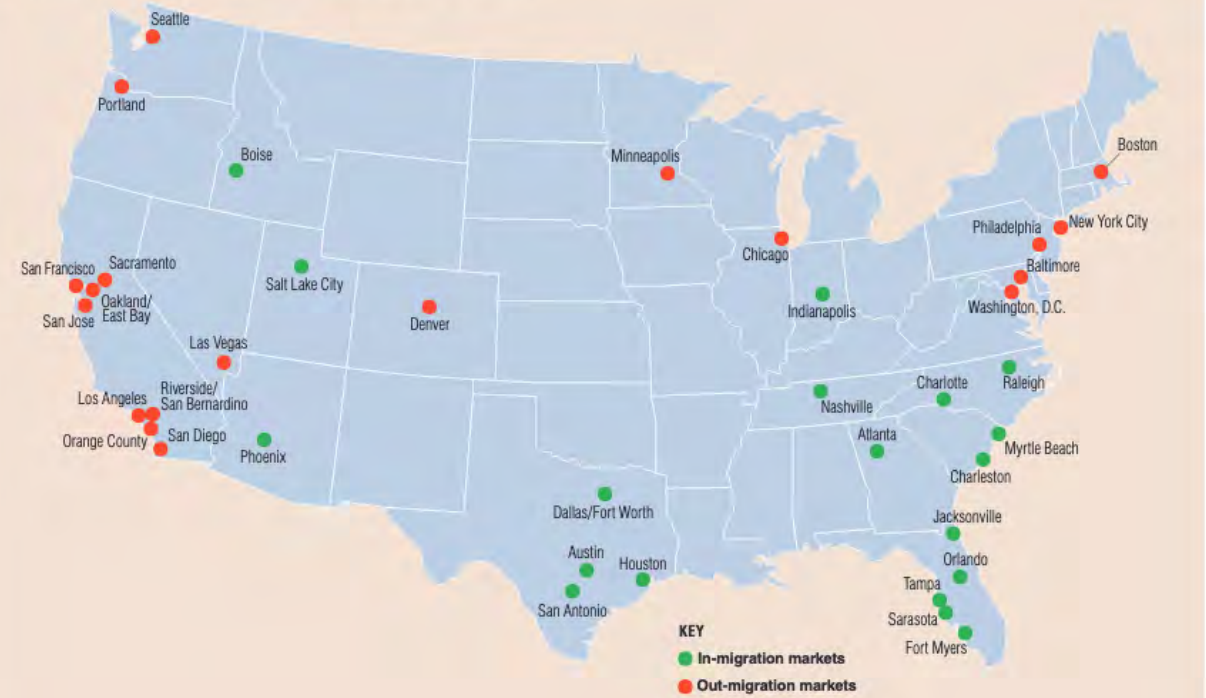 Seattle
Portland
Boise
Minneapolis
Boston
Chicago
Philadelphia
New York City
Baltimore
Washington, D.C.
San Francisco
Sacramento
Oakland/
East Bay
San Jose
Salt Lake City
Denver
Indianapolis
Las Vegas
Los Angeles
Riverside/
San Bernardino
Orange County
San Diego
Phoenix
Nashville
Charlotte
Raleigh
Atlanta
Myrtle Beach
Charleston
Dallas/Fort Worth
Austin
Houston
San Antonio
Jacksonville
Orlando
Tampa
Sarasota
Fort Myers
KEY
In-migration markets
Out-migration markets